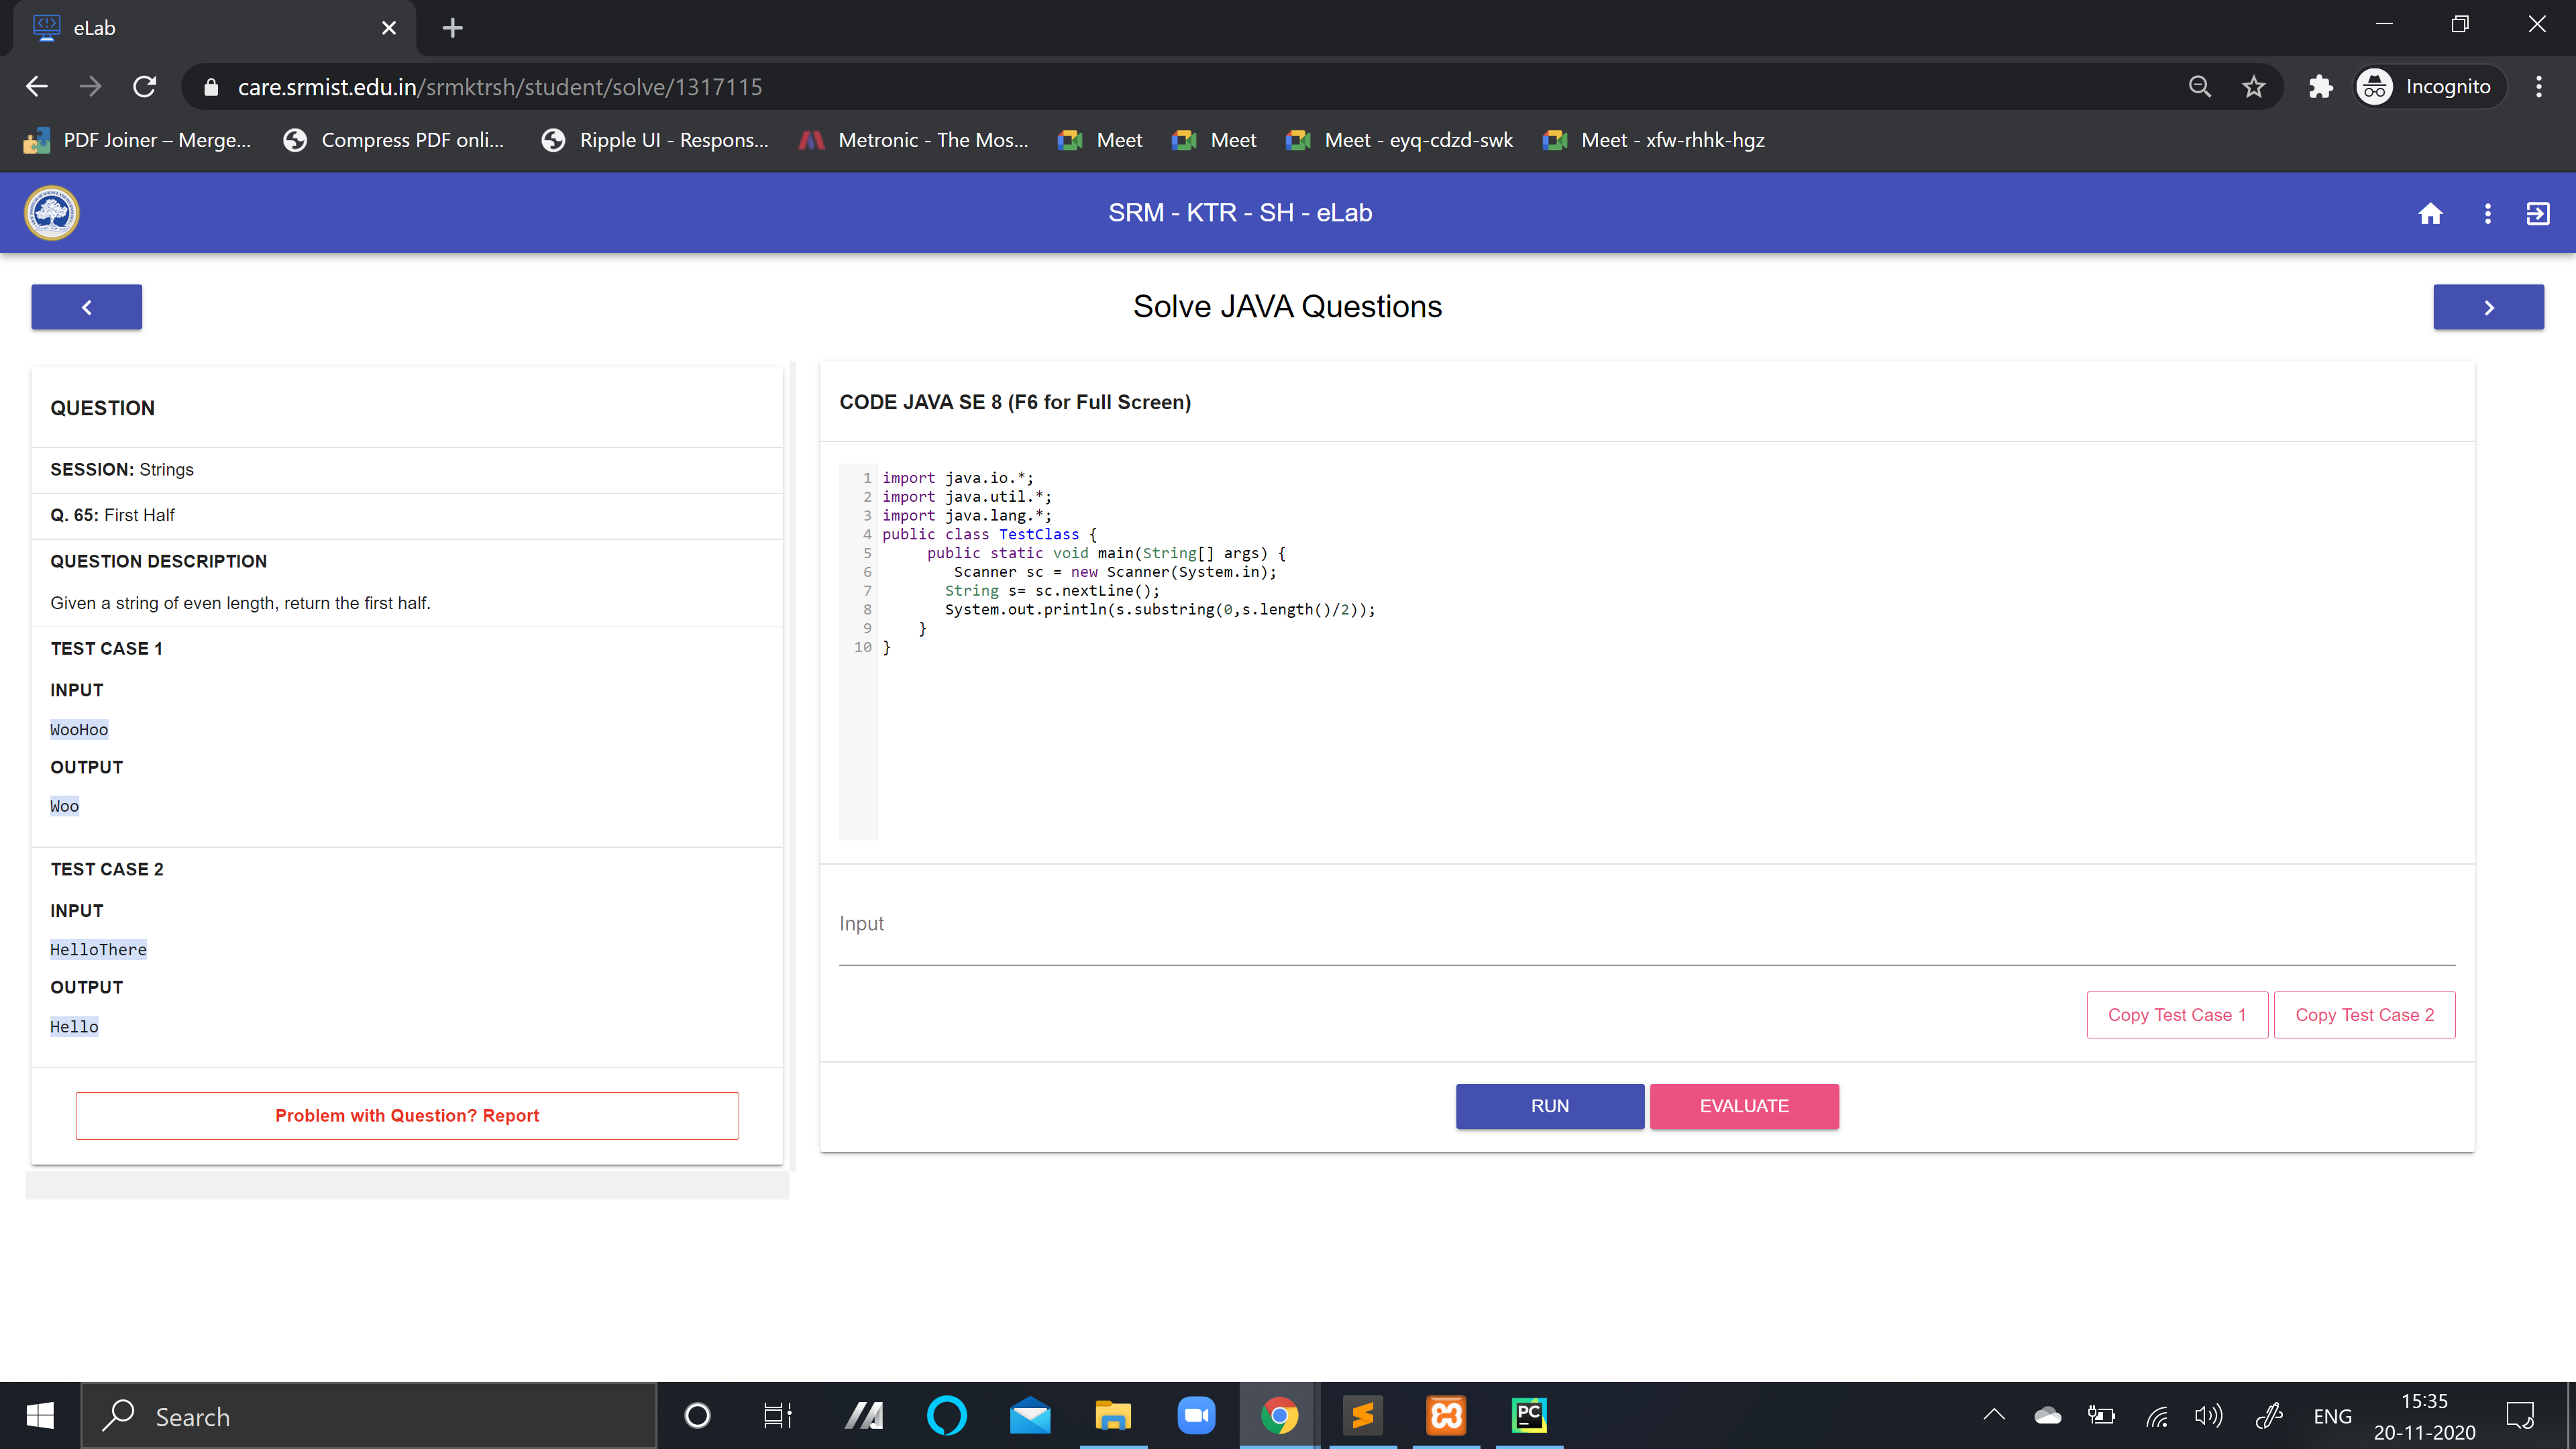 eLab
care.srmist.edu.in/srmktrsh/student/solve/1317115
Incognito
PDF Joiner – Merge...
Compress PDF onli...
Ripple UI - Respons...
Metronic - The Mos...
Meet
Meet
Meet - eyq-cdzd-swk
Meet - xfw-rhhk-hgz
SRM - KTR - SH - eLab
Solve JAVA Questions
QUESTION
SESSION: Strings
Q. 65: First Half
QUESTION DESCRIPTION
Given a string of even length, return the first half.
TEST CASE 1
INPUT
WooHoo
OUTPUT
Woo
TEST CASE 2
INPUT
HelloThere
OUTPUT
Hello
Problem with Question? Report
CODE JAVA SE 8 (F6 for Full Screen)
1 import java.io.*;
2 import java.util.*;
3 import java.lang.*;
4 public class TestClass {
5 public static void main(String[] args) {
6 Scanner sc = new Scanner(System.in);
7 String s= sc.nextLine();
8 System.out.println(s.substring(0,s.length()/2));
9 }
10 }
Input
Copy Test Case 1
Copy Test Case 2
RUN
EVALUATE
Search
PC
ENG
15:35
20-11-2020